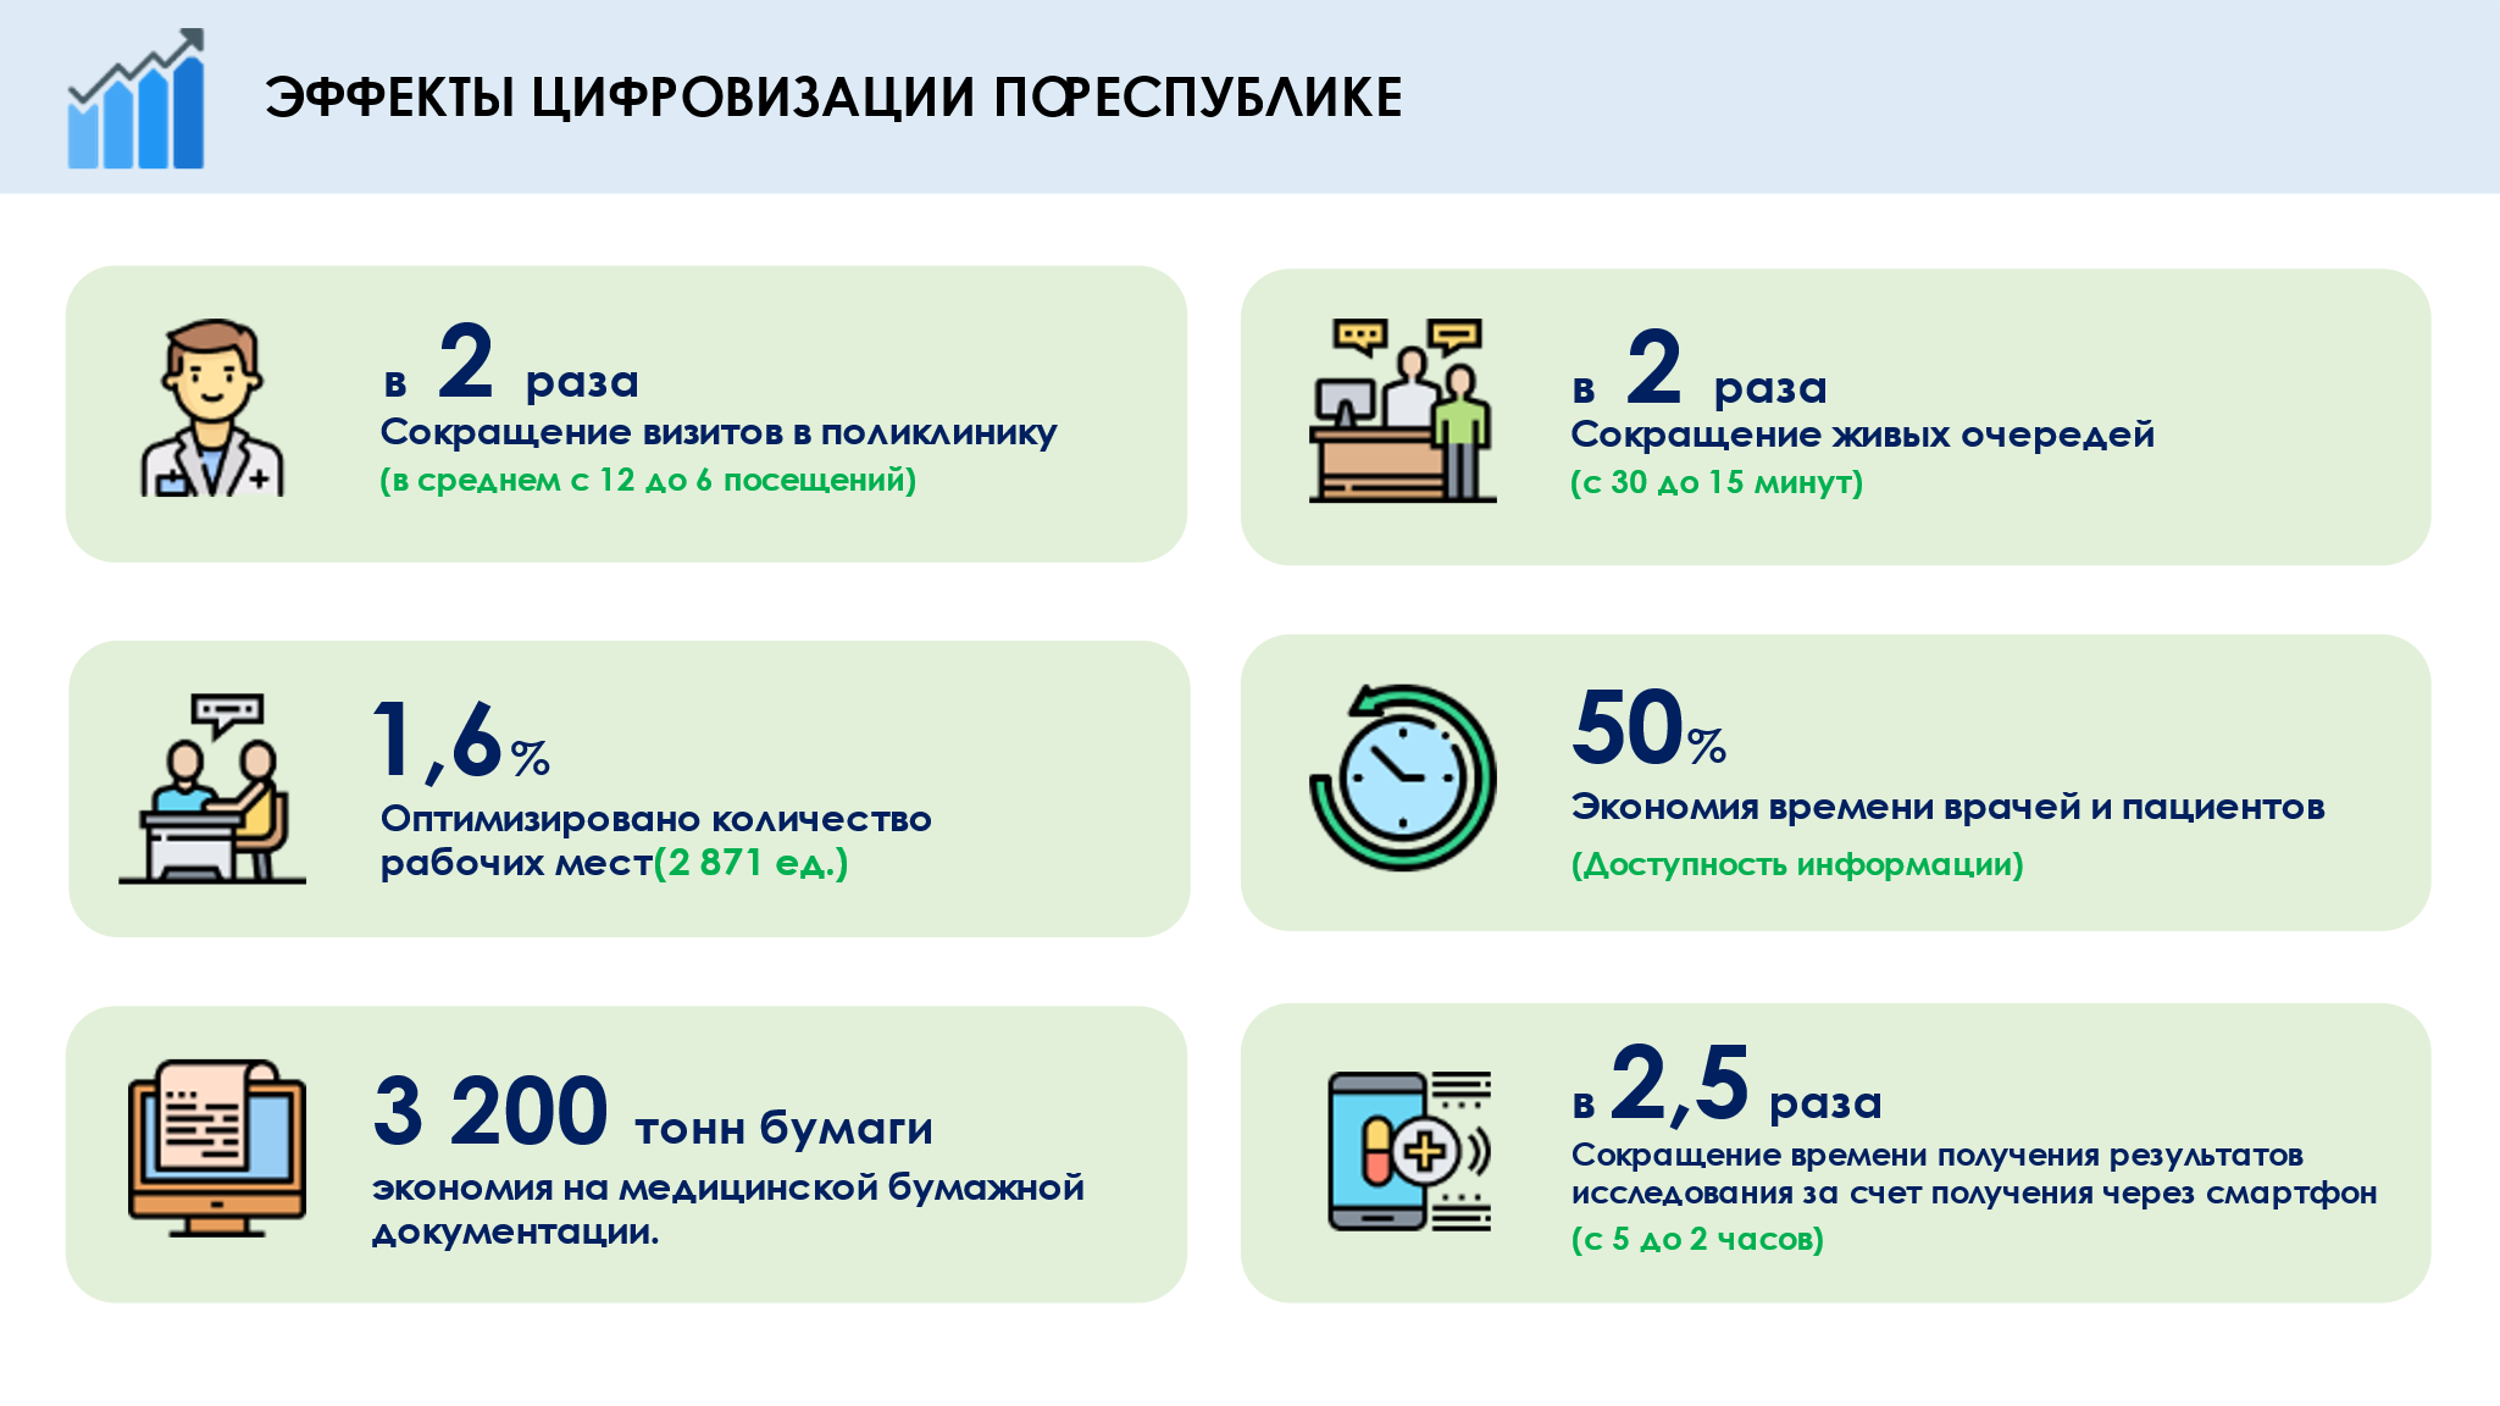 ЭФФЕКТЫ ЦИФРОВИЗАЦИИ ПО РЕСПУБЛИКЕ
в 2 раза
Сокращение визитов в поликлинику
(в среднем с 12 до 6 посещений)
в 2 раза
Сокращение живых очередей
(с 30 до 15 минут)
1,6%
Оптимизировано количество
рабочих мест(2 871 ед.)
50%
Экономия времени врачей и пациентов
(Доступность информации)
3 200 тонн бумаги
экономия на медицинской бумажной
документации.
в 2,5 раза
Сокращение времени получения результатов
исследования за счет получения через смартфон
(с 5 до 2 часов)